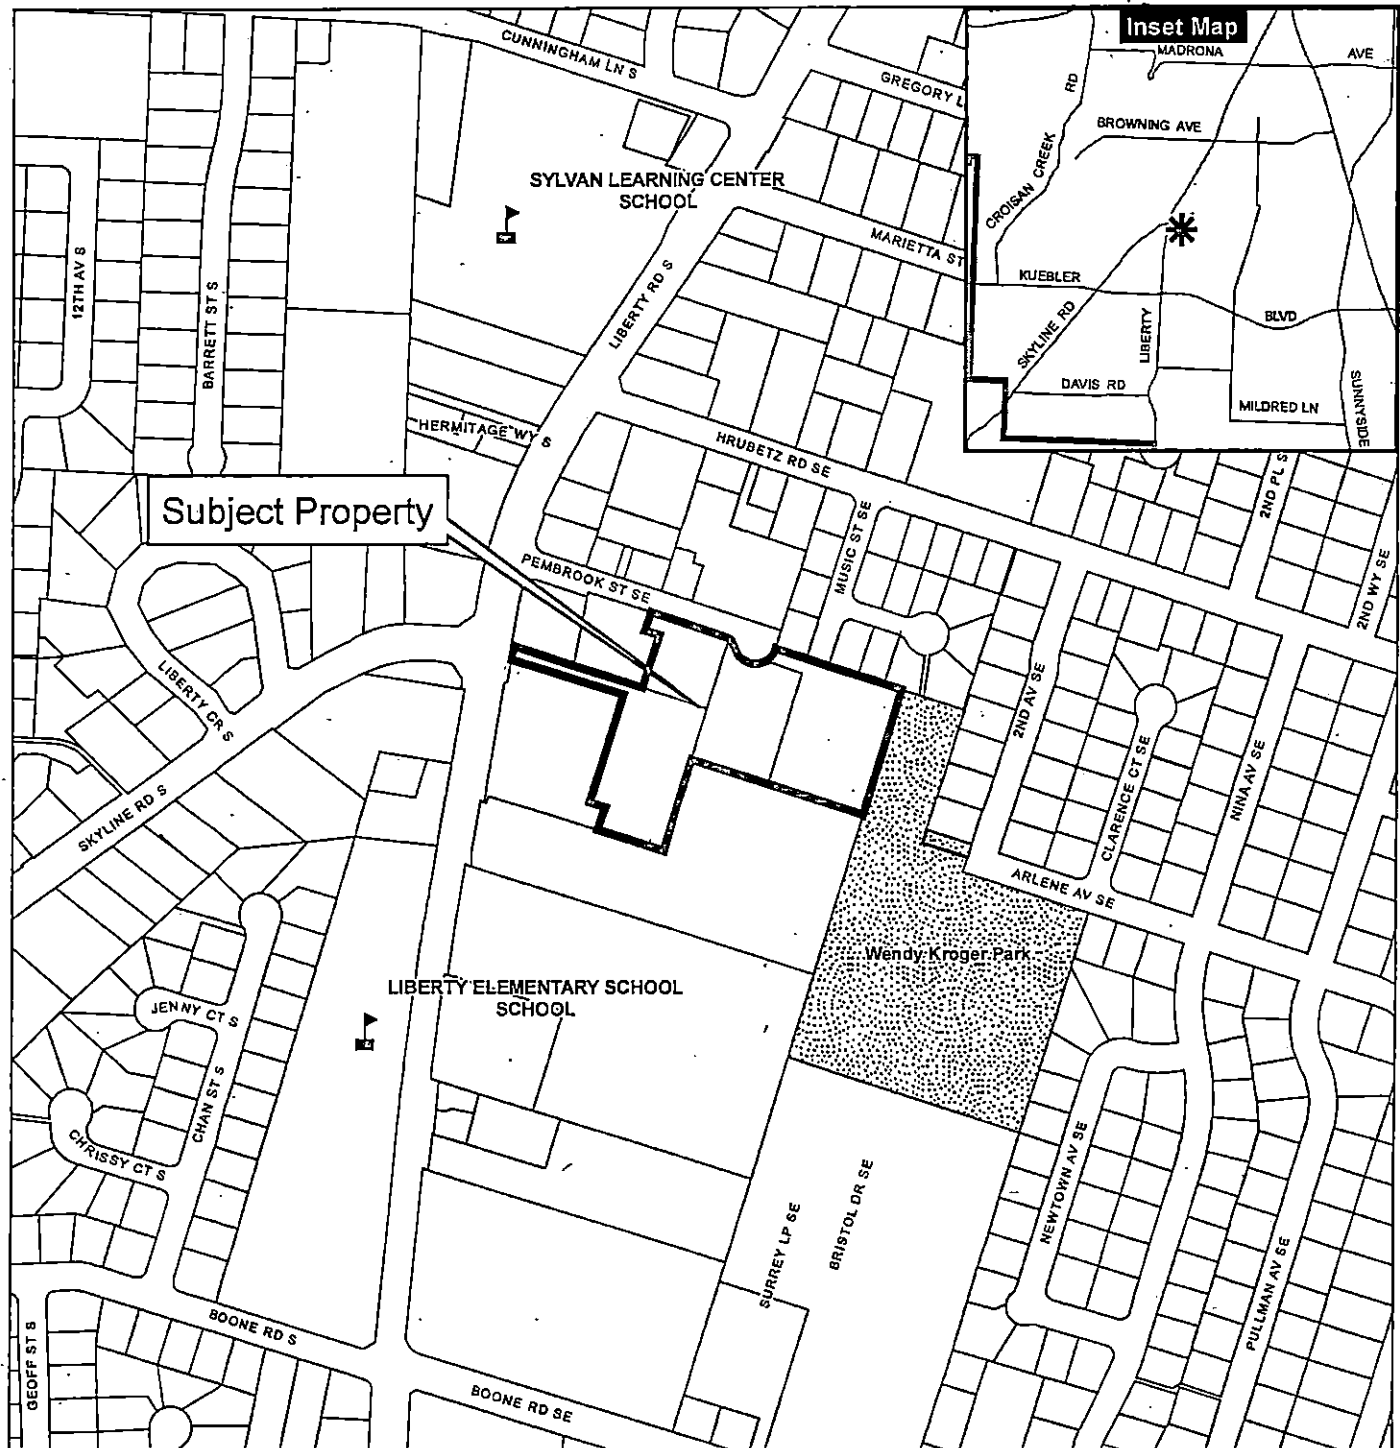 Inset Map
MADRONA AVE
CROISAN CREEK RD
BROWNING AVE
KUEBLER BLVD
SKYLINE RD
LIBERTY
DAVIS RD
MILDRED LN
SUNNYSIDE
CUNNINGHAM LN S
GREGORY L
SYLVAN LEARNING CENTER
SCHOOL
MARIETTA ST
12TH AV S
BARRETT ST S
LIBERTY RD S
HERMITAGE WY S
HRUBETZ RD SE
2ND PL S
Subject Property
MUSIC ST SE
PEMBROOK ST SE
2ND WY SE
LIBERTY CR S
2ND AV SE
CLARENCE CT SE
NINA AV SE
SKYLINE RD S
ARLENE AV SE
Wendy Kroger Park
LIBERTY ELEMENTARY SCHOOL
SCHOOL
JENNY CT S
CHAN ST S
CHRISSY CT S
NEWTOWN AV SE
SURREY LP SE
BRISTOL DR SE
PULLMAN AV SE
BOONE RD S
GEOFF ST S
BOONE RD SE